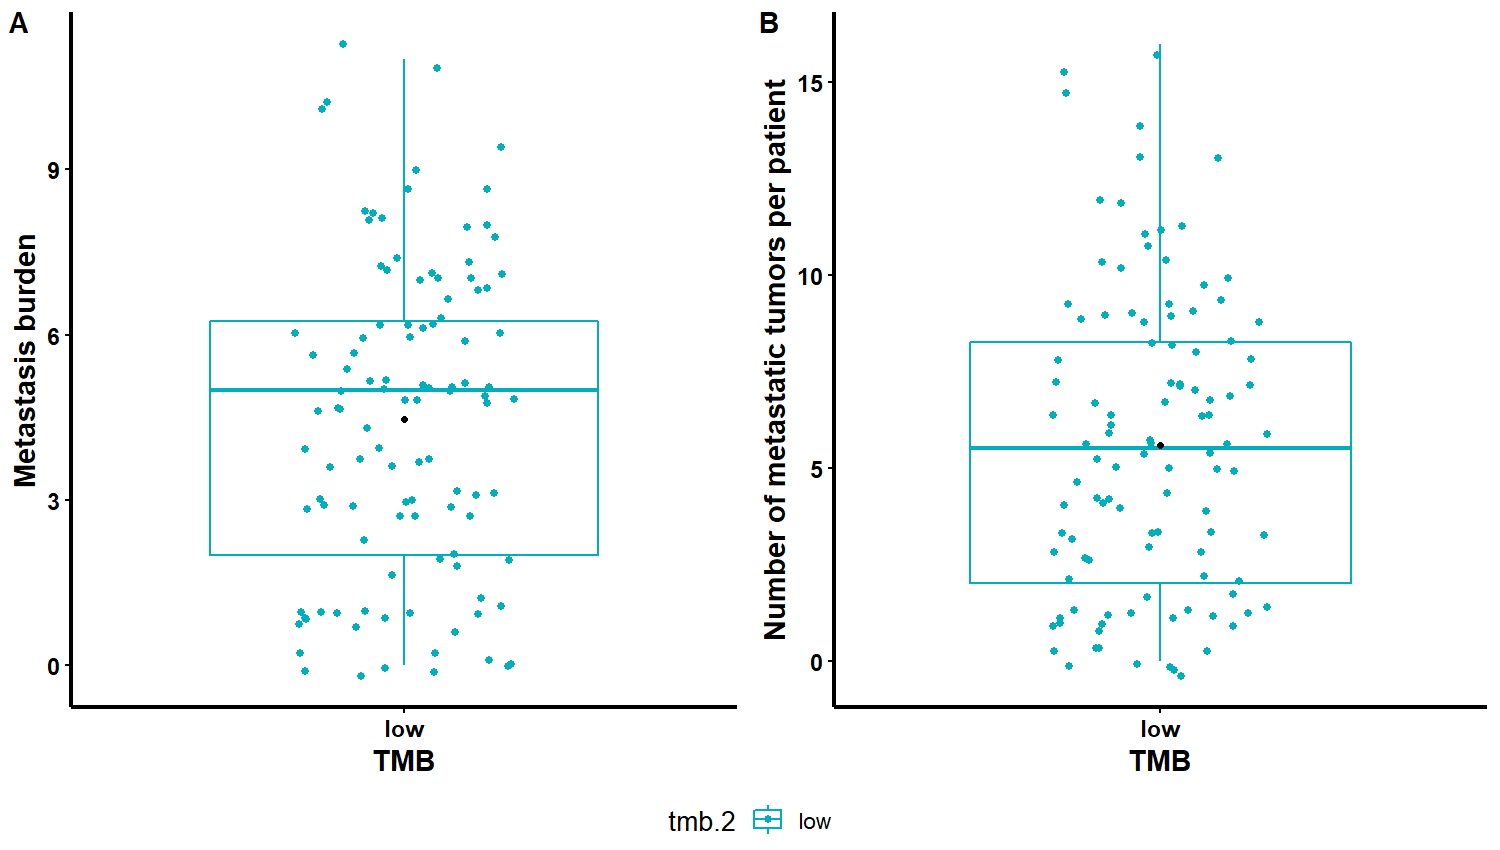 A
Metastasis burden
9
6
3
0
low
TMB
B
Number of metastatic tumors per patient
15
10
5
0
low
TMB
tmb.2 low